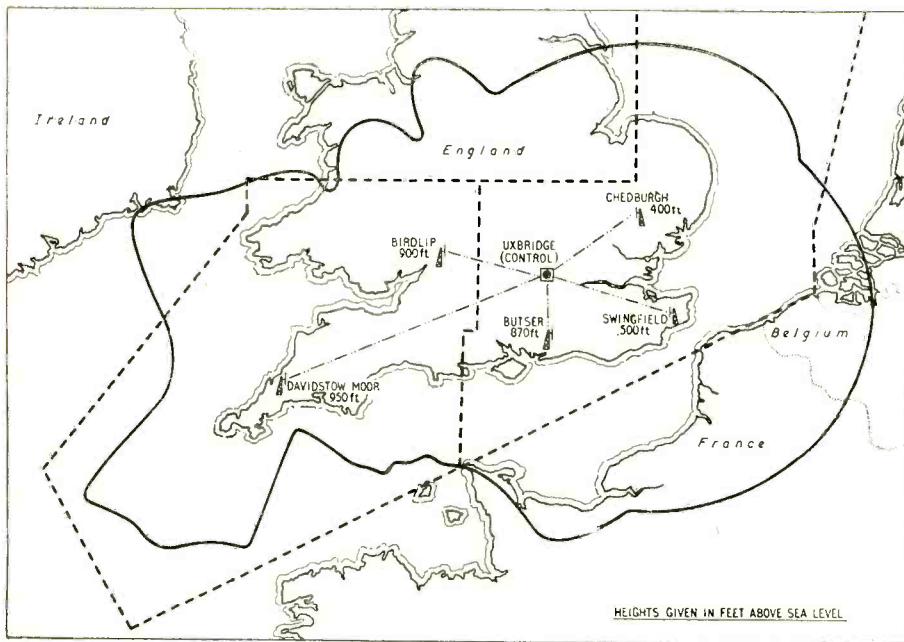 Ireland
England
CHEDBURGH
400ft
BIRDLIP
900ft
UXBRIDGE
(CONTROL)
BUTSER
870ft
SWINGFIELD
500ft
Belgium
DAVIDSTOW MOOR
950ft
France
HEIGHTS GIVEN IN FEET ABOVE SEA LEVEL